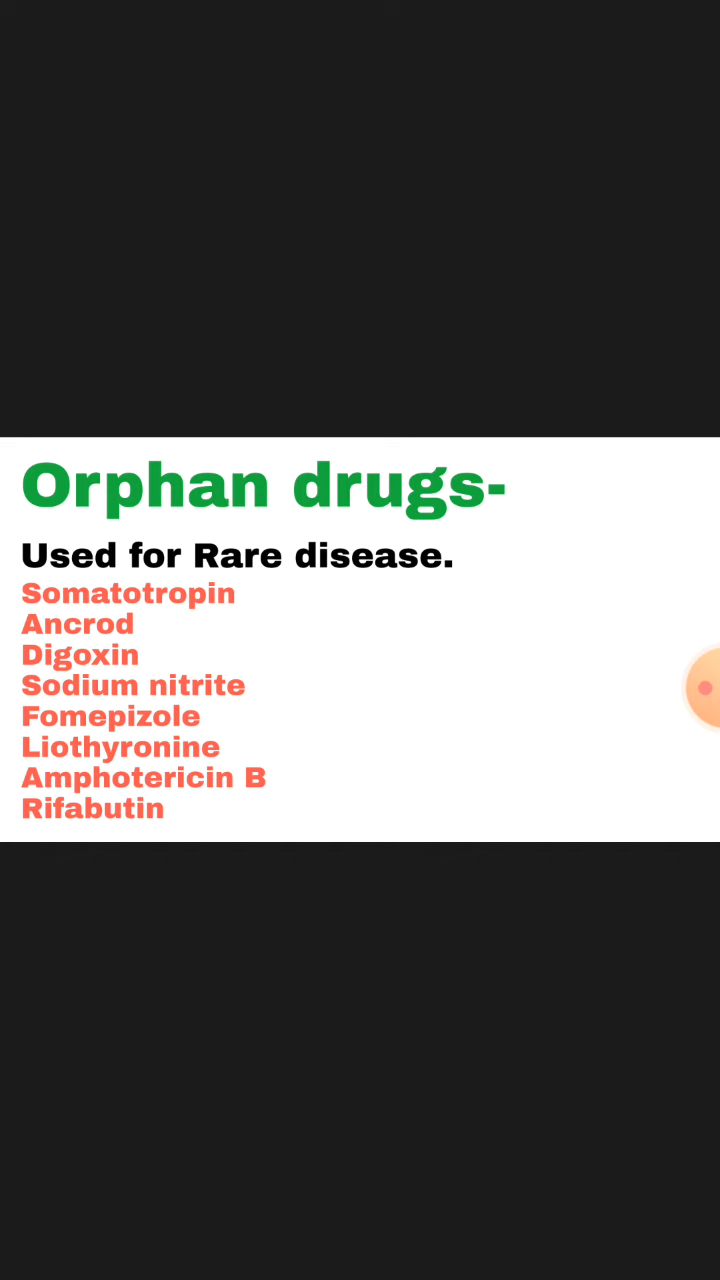 Orphan drugs-
Used for Rare disease.
Somatotropin
Ancrod
Digoxin
Sodium nitrite
Fomepizole
Liothyronine
Amphotericin B
Rifabutin